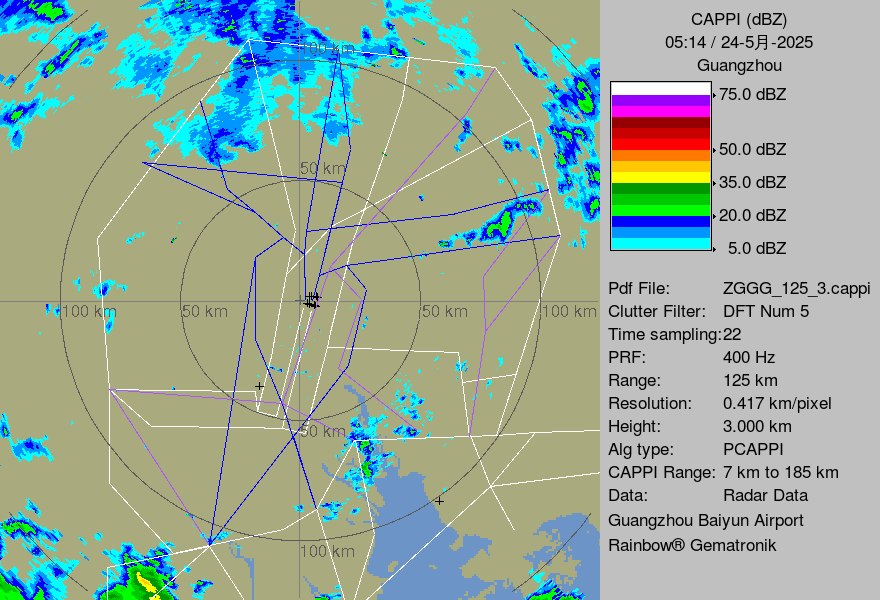 100 km
50 km
100 km
50 km
50 km
100 km
50 km
100 km
CAPPI (dBZ)
05:14 / 24-5月-2025
Guangzhou
75.0 dBZ
50.0 dBZ
35.0 dBZ
20.0 dBZ
5.0 dBZ
Pdf File: ZGGG_125_3.cappi
Clutter Filter: DFT Num 5
Time sampling:22
PRF: 400 Hz
Range: 125 km
Resolution: 0.417 km/pixel
Height: 3.000 km
Alg type: PCAPPI
CAPPI Range: 7 km to 185 km
Data: Radar Data
Guangzhou Baiyun Airport
Rainbow® Gematronik